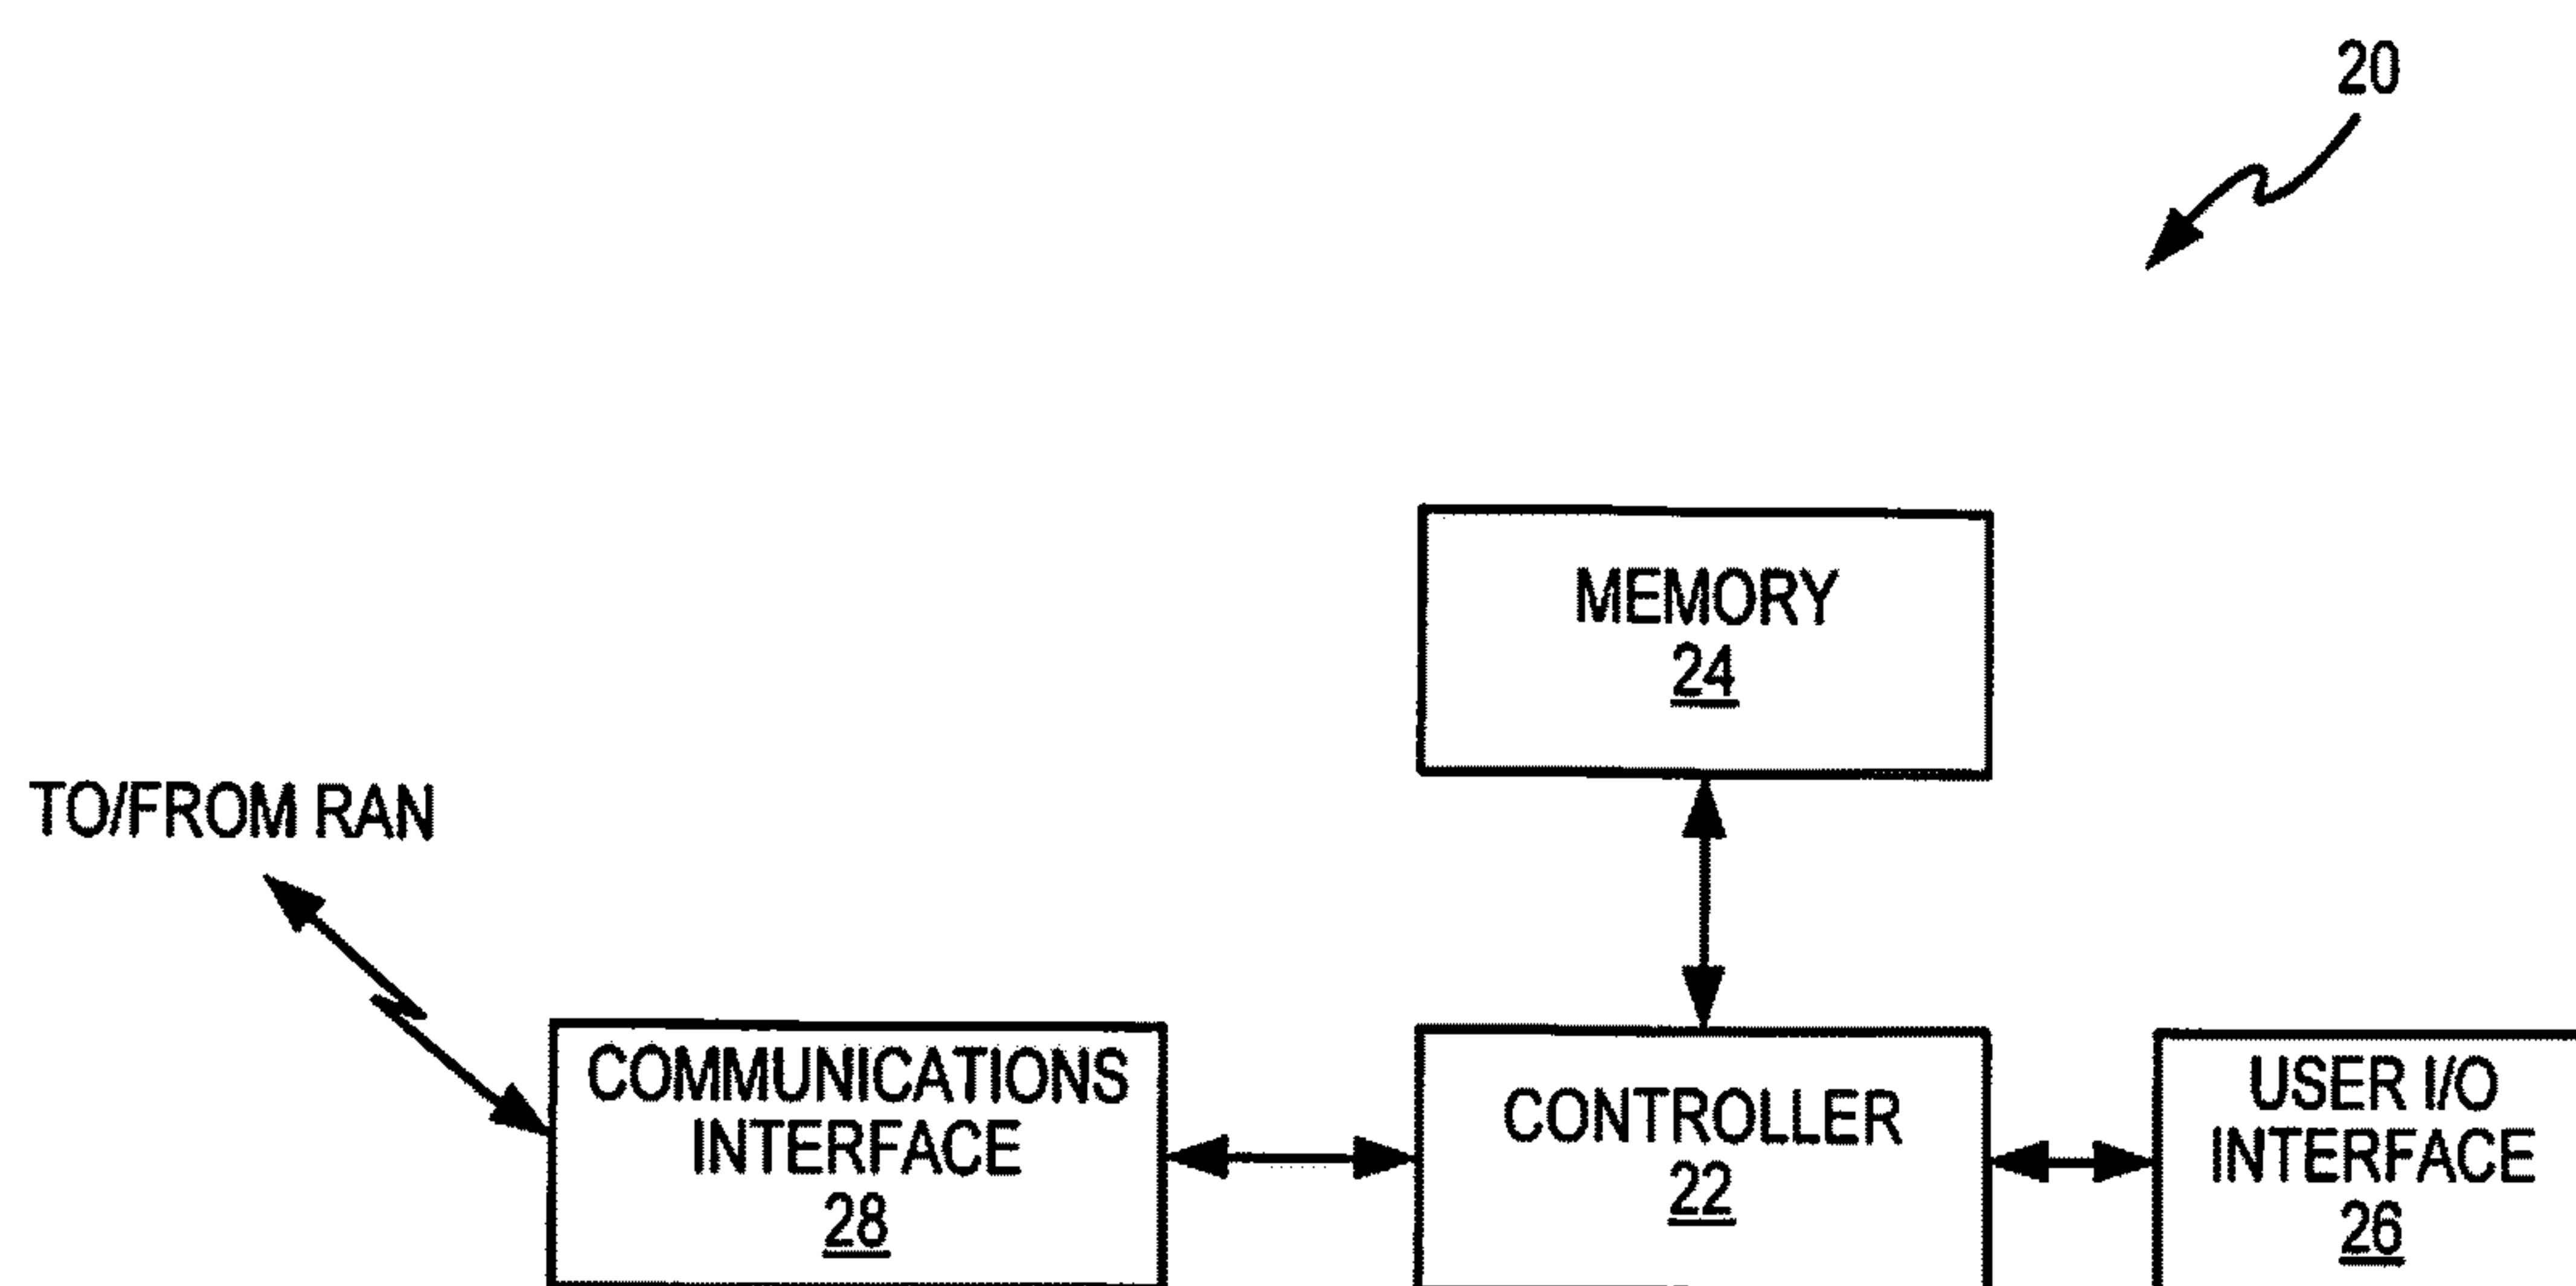 20
MEMORY
24
TO/FROM RAN
COMMUNICATIONS
INTERFACE
28
CONTROLLER
22
USER I/O
INTERFACE
26